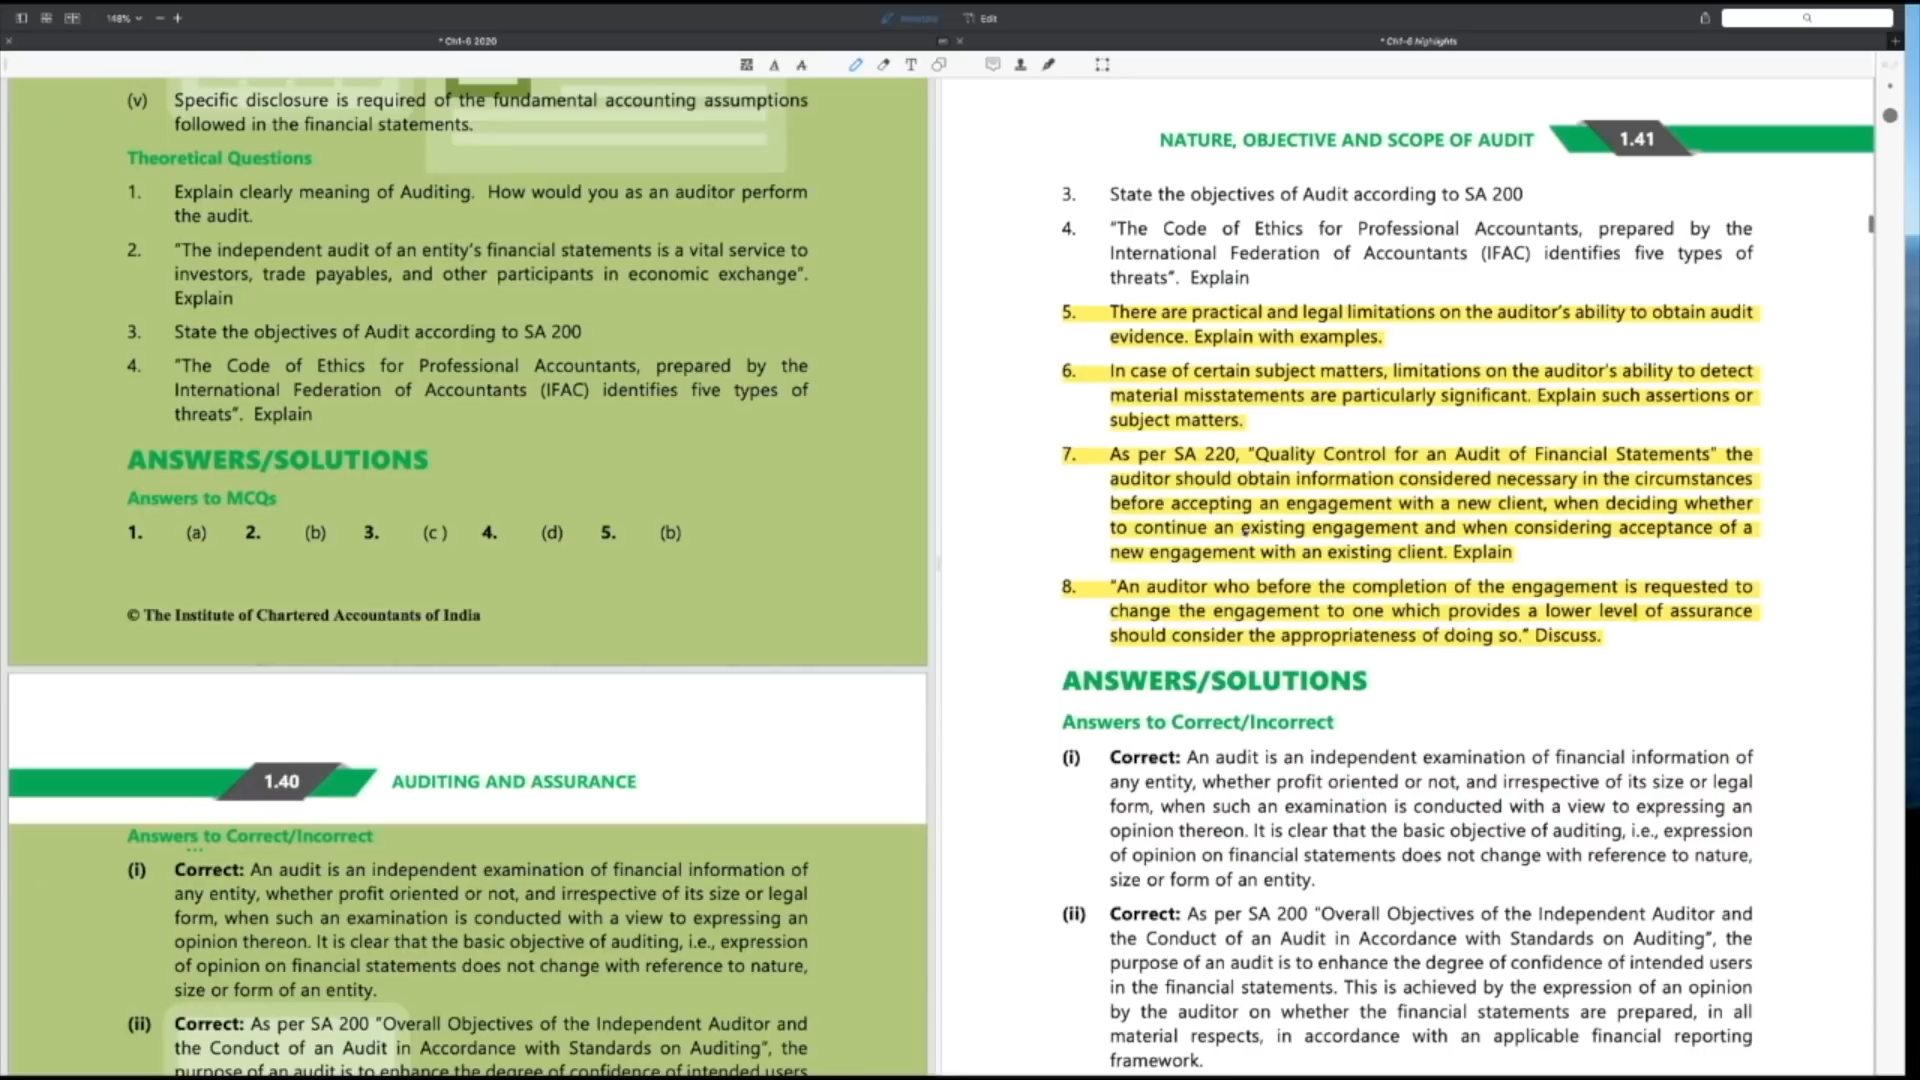 148%
Annotate
Edit
* Ch1-6 2020
* Ch1-6 highlights
(v) Specific disclosure is required of the fundamental accounting assumptions
followed in the financial statements.
Theoretical Questions
1. Explain clearly meaning of Auditing. How would you as an auditor perform
the audit.
2. "The independent audit of an entity's financial statements is a vital service to
investors, trade payables, and other participants in economic exchange".
Explain
3. State the objectives of Audit according to SA 200
4. "The Code of Ethics for Professional Accountants, prepared by the
International Federation of Accountants (IFAC) identifies five types of
threats". Explain
ANSWERS/SOLUTIONS
Answers to MCQs
1. (a) 2. (b) 3. (c ) 4. (d) 5. (b)
© The Institute of Chartered Accountants of India
1.40 AUDITING AND ASSURANCE
Answers to Correct/Incorrect
(i) Correct: An audit is an independent examination of financial information of
any entity, whether profit oriented or not, and irrespective of its size or legal
form, when such an examination is conducted with a view to expressing an
opinion thereon. It is clear that the basic objective of auditing, i.e., expression
of opinion on financial statements does not change with reference to nature,
size or form of an entity.
(ii) Correct: As per SA 200 "Overall Objectives of the Independent Auditor and
the Conduct of an Audit in Accordance with Standards on Auditing", the
purpose of an audit is to enhance the degree of confidence of intended users
NATURE, OBJECTIVE AND SCOPE OF AUDIT 1.41
3. State the objectives of Audit according to SA 200
4. "The Code of Ethics for Professional Accountants, prepared by the
International Federation of Accountants (IFAC) identifies five types of
threats". Explain
5. There are practical and legal limitations on the auditor's ability to obtain audit
evidence. Explain with examples.
6. In case of certain subject matters, limitations on the auditor's ability to detect
material misstatements are particularly significant. Explain such assertions or
subject matters.
7. As per SA 220, "Quality Control for an Audit of Financial Statements" the
auditor should obtain information considered necessary in the circumstances
before accepting an engagement with a new client, when deciding whether
to continue an existing engagement and when considering acceptance of a
new engagement with an existing client. Explain
8. "An auditor who before the completion of the engagement is requested to
change the engagement to one which provides a lower level of assurance
should consider the appropriateness of doing so." Discuss.
ANSWERS/SOLUTIONS
Answers to Correct/Incorrect
(i) Correct: An audit is an independent examination of financial information of
any entity, whether profit oriented or not, and irrespective of its size or legal
form, when such an examination is conducted with a view to expressing an
opinion thereon. It is clear that the basic objective of auditing, i.e., expression
of opinion on financial statements does not change with reference to nature,
size or form of an entity.
(ii) Correct: As per SA 200 "Overall Objectives of the Independent Auditor and
the Conduct of an Audit in Accordance with Standards on Auditing", the
purpose of an audit is to enhance the degree of confidence of intended users
in the financial statements. This is achieved by the expression of an opinion
by the auditor on whether the financial statements are prepared, in all
material respects, in accordance with an applicable financial reporting
framework.